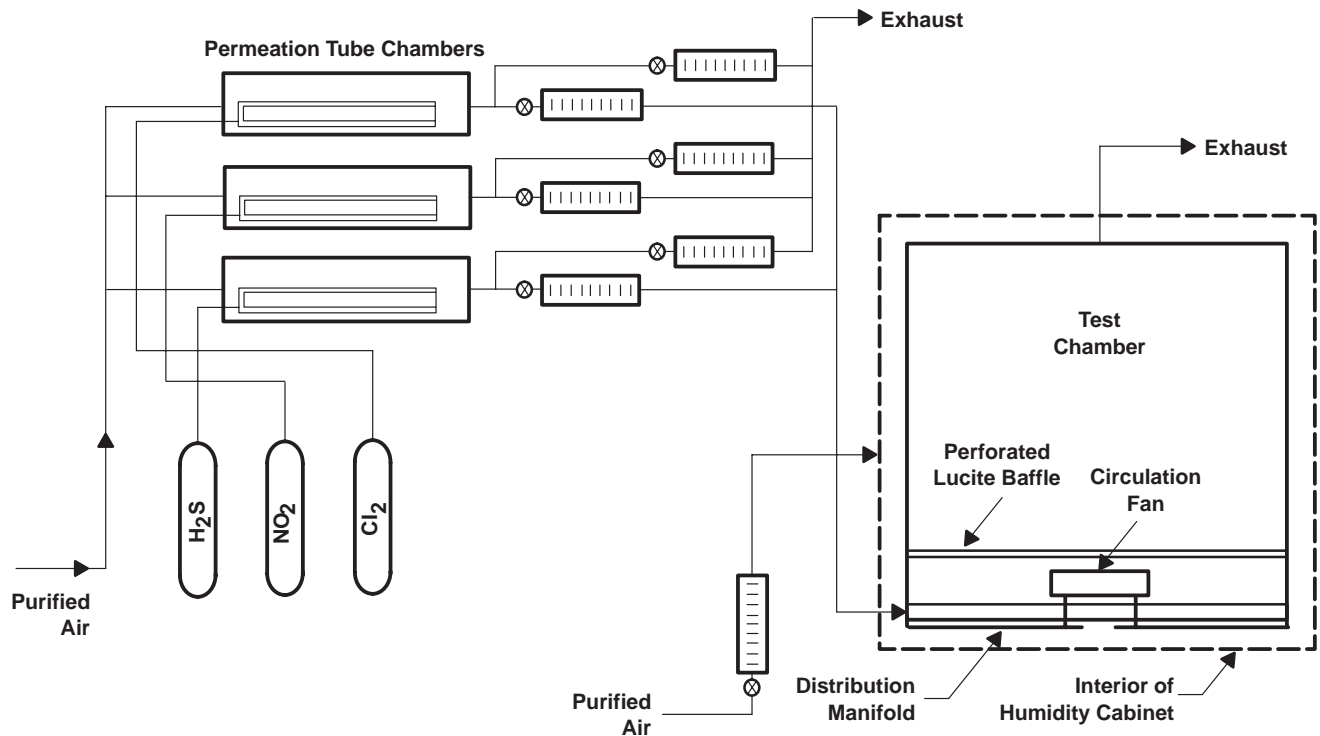 Exhaust
Permeation Tube Chambers
Exhaust
Test
Chamber
Perforated
Lucite Baffle
Circulation
Fan
H2S
NO2
Cl2
Purified
Air
Purified
Air
Distribution
Manifold
Interior of
Humidity Cabinet